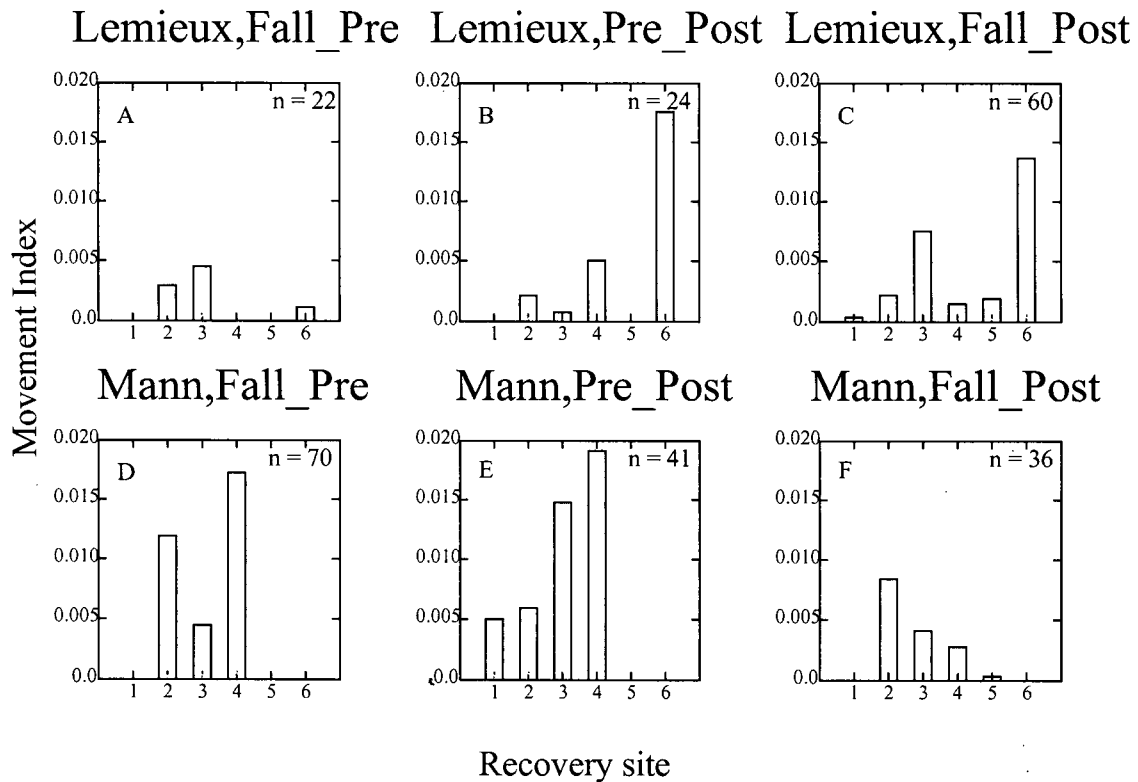 Lemieux,Fall_Pre Lemieux,Pre_Post Lemieux,Fall_Post
0.020 0.020 0.020
A n = 22 B n = 24 C n = 60
0.015 0.015 0.015
0.010 0.010 0.010
0.005 0.005 0.005
0.0 0.0 0.0
1 2 3 4 5 6 1 2 3 4 5 6 1 2 3 4 5 6
Movement Index
Mann,Fall_Pre Mann,Pre_Post Mann,Fall_Post
0.020 0.020 0.020
D n = 70 E n = 41 F n = 36
0.015 0.015 0.015
0.010 0.010 0.010
0.005 0.005 0.005
0.0 0.0 0.0
1 2 3 4 5 6 1 2 3 4 5 6 1 2 3 4 5 6
Recovery site